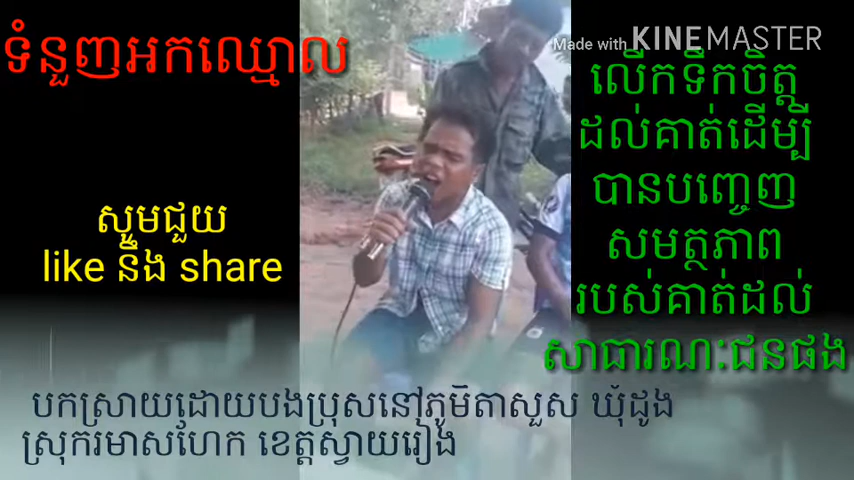 ទំនួញអកឈ្មោល
Made with KINEMASTER
លើកទឹកចិត្ត
ដល់គាត់ដើម្បី
បានបញ្ចេញ
សមត្ថភាព
របស់គាត់ដល់
សាធារណៈជនផង
សូមជួយ
like នឹង share
បកស្រាយដោយបងប្រុសនៅភូមិតាសួស ឃុំដូង
ស្រុករមាសហែក ខេត្តស្វាយរៀង